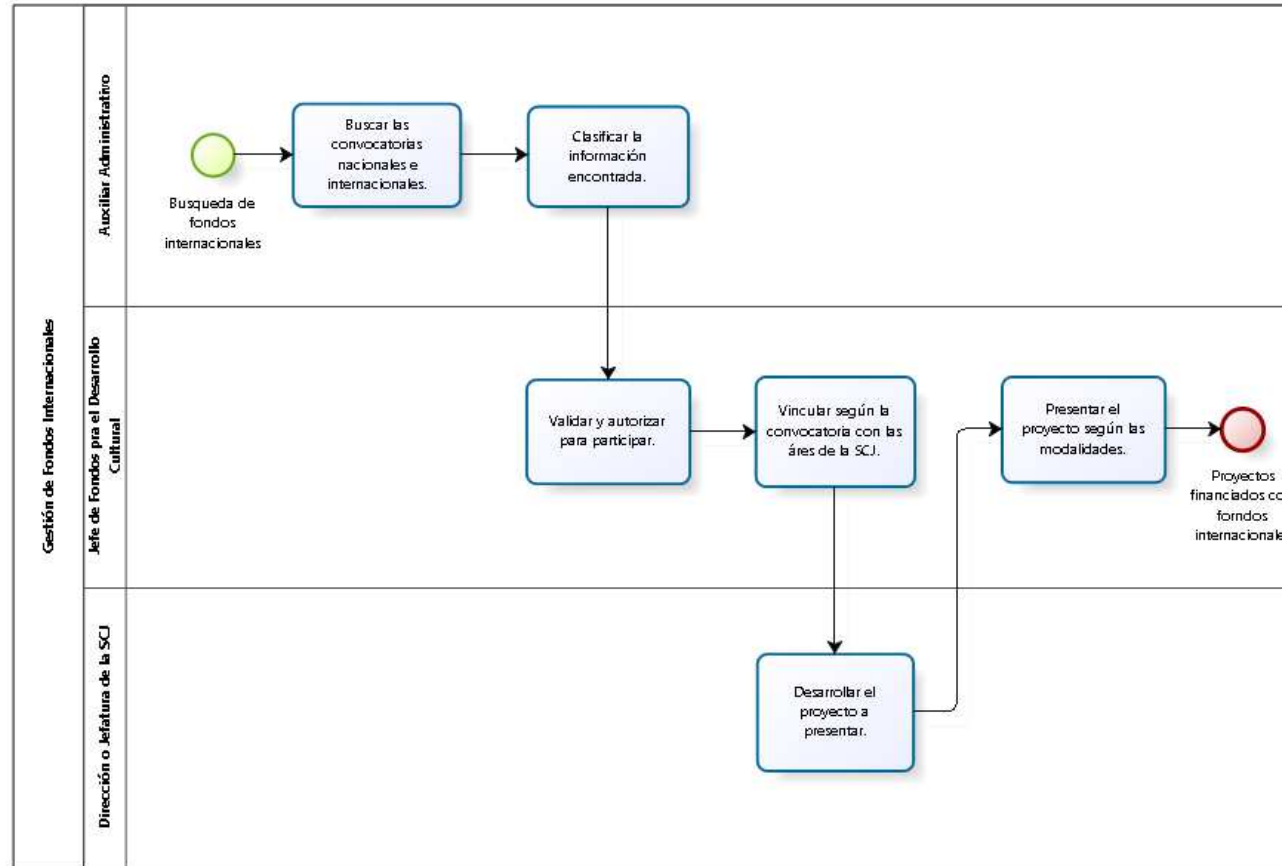 Gestión de Fondos Internacionales
Auxiliar Administrativo
Busqueda de
fondos
internacionales
Buscar las
convocatorias
nacionales e
internacionales.
Clasificar la
información
encontrada.
Jefe de Fondos pra el Desarrollo
Cultural
Validar y autorizar
para participar.
Vincular según la
convocatoria con las
áres de la SCJ.
Presentar el
proyecto según las
modalidades.
Proyectos
financiados co
forndos
internacionale
Dirección o Jefatura de la SCJ
Desarrollar el
proyecto a
presentar.